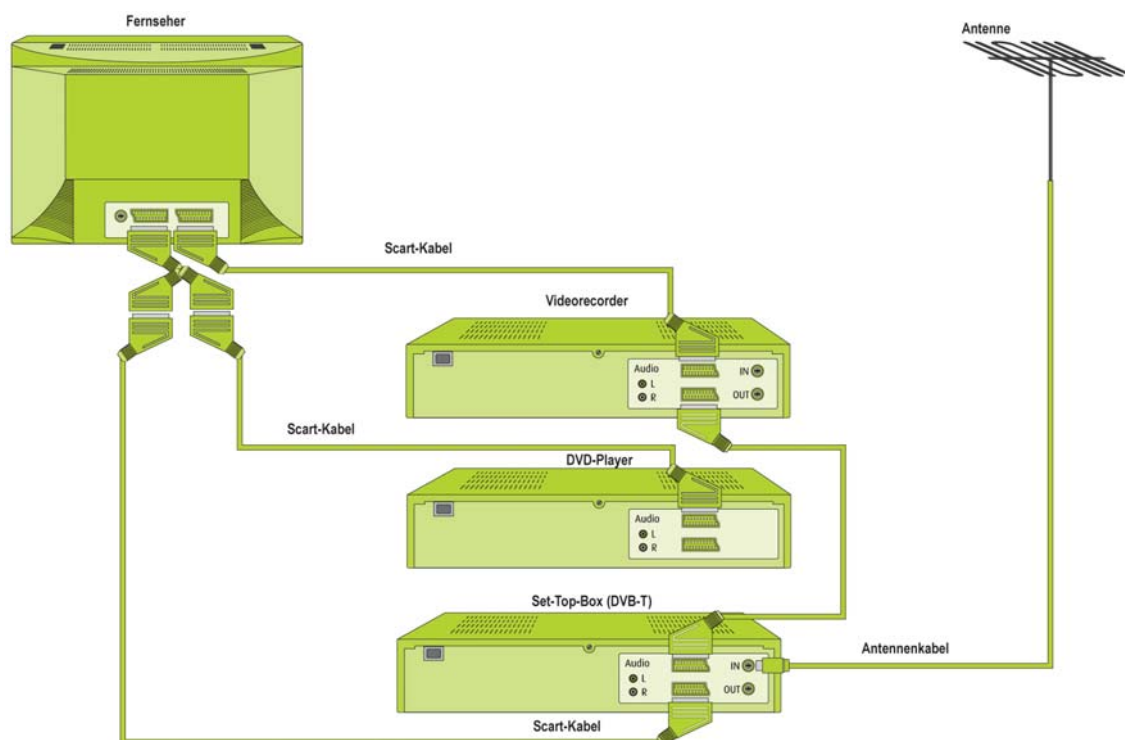 Fernseher
Antenne
Scart-Kabel
Videorecorder
Audio
L
R
IN
OUT
Scart-Kabel
DVD-Player
Audio
L
R
Set-Top-Box (DVB-T)
Audio
L
R
IN
OUT
Antennenkabel
Scart-Kabel